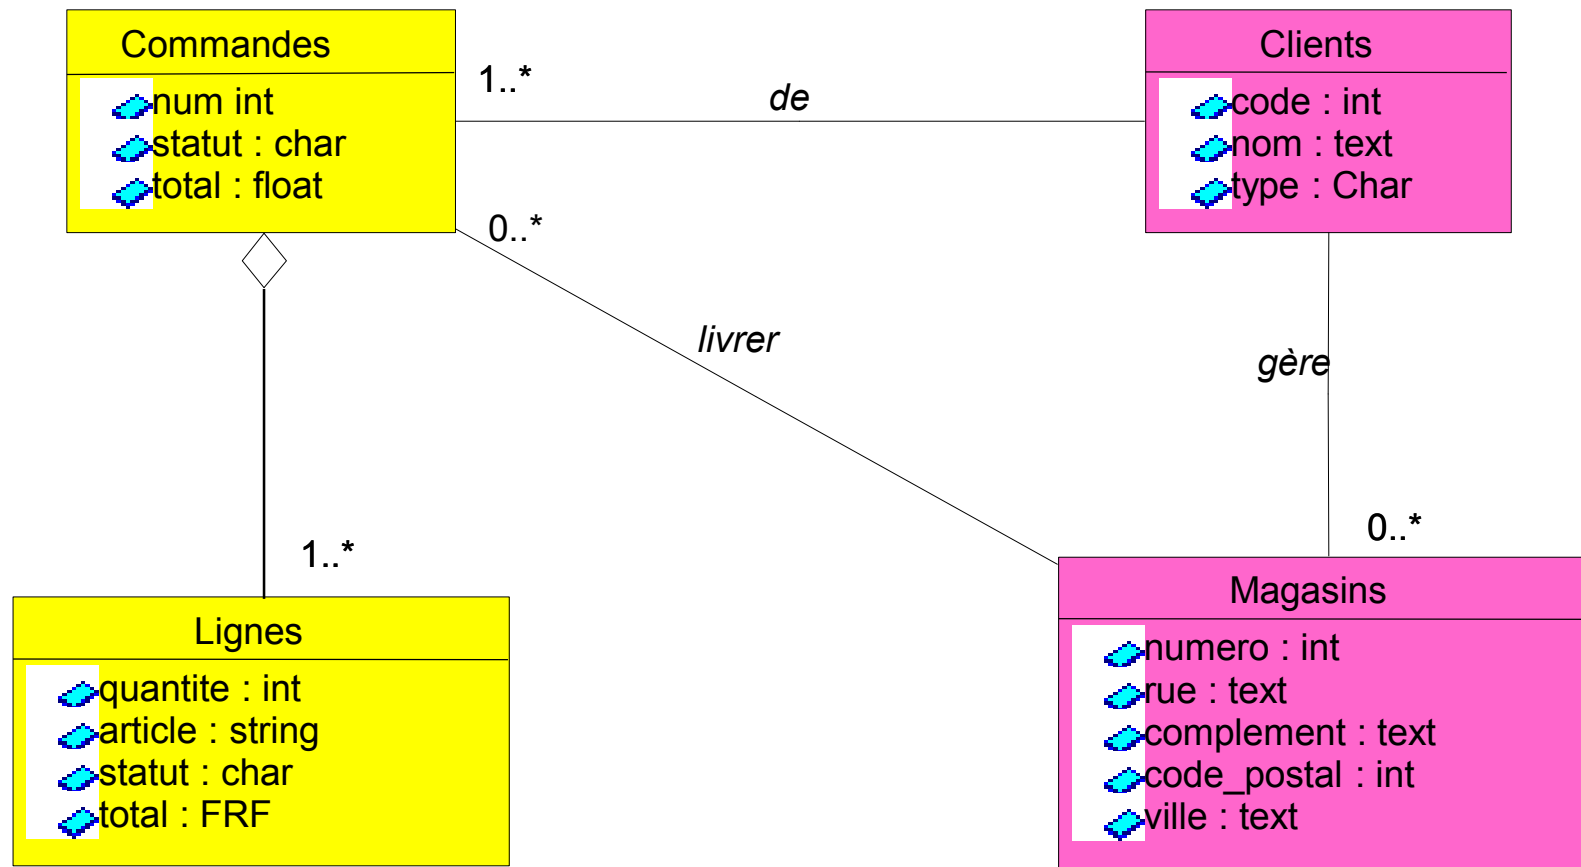 Commandes
num int
statut : char
total : float
1..*
de
Clients
code : int
nom : text
type : Char
0..*
livrer
gère
1..*
0..*
Lignes
quantite : int
article : string
statut : char
total : FRF
Magasins
numero : int
rue : text
complement : text
code_postal : int
ville : text